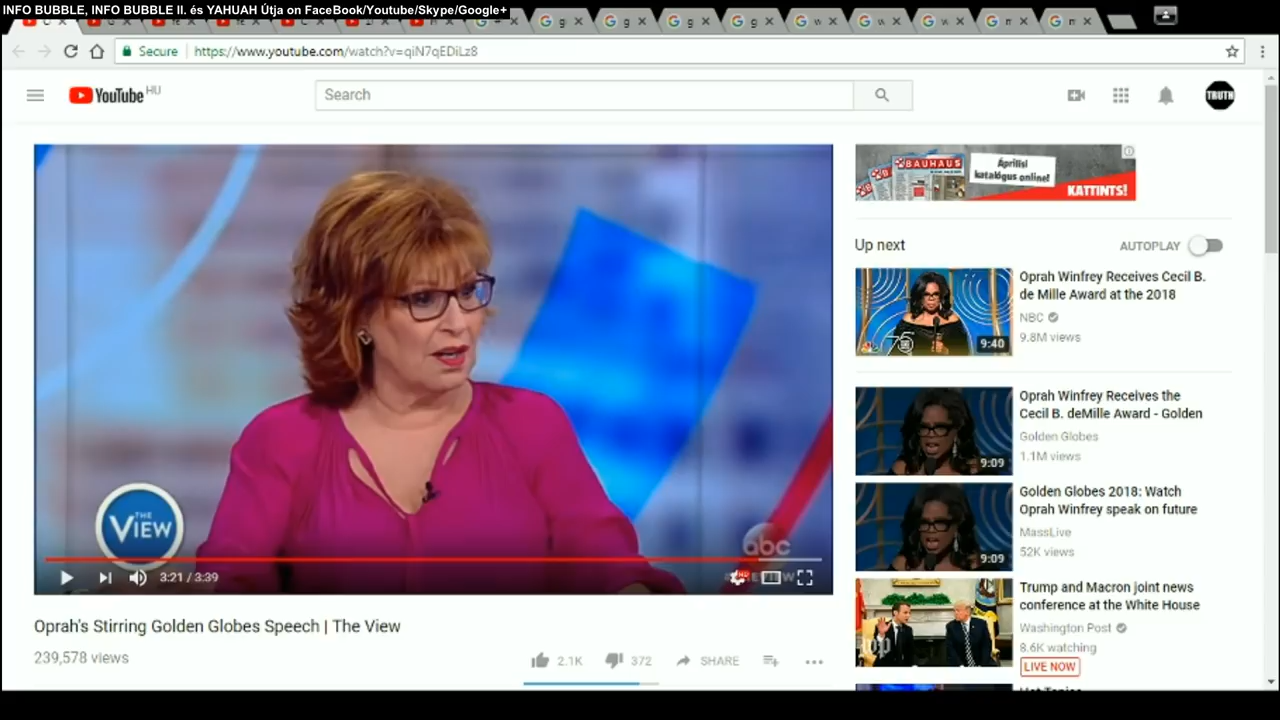 INFO BUBBLE, INFO BUBBLE II. és YAHUAH Útja on FaceBook/Youtube/Skype/Google+
Secure
https://www.youtube.com/watch?v=qiN7qEDiLz8
YouTube HU
Search
TRUTH
BAUHAUS
Áprilisi
katalógus online!
KATTINTS!
Up next
AUTOPLAY
Oprah Winfrey Receives Cecil B.
de Mille Award at the 2018
NBC
9.8M views
9:40
Oprah Winfrey Receives the
Cecil B. deMille Award - Golden
Golden Globes
1.1M views
9:09
Golden Globes 2018: Watch
Oprah Winfrey speak on future
MassLive
52K views
9:09
Trump and Macron joint news
conference at the White House
Washington Post
8.6K watching
LIVE NOW
Hot Topics
THE
VIEW
abc
3:21 / 3:39
Oprah's Stirring Golden Globes Speech | The View
239,578 views
2.1K
372
SHARE